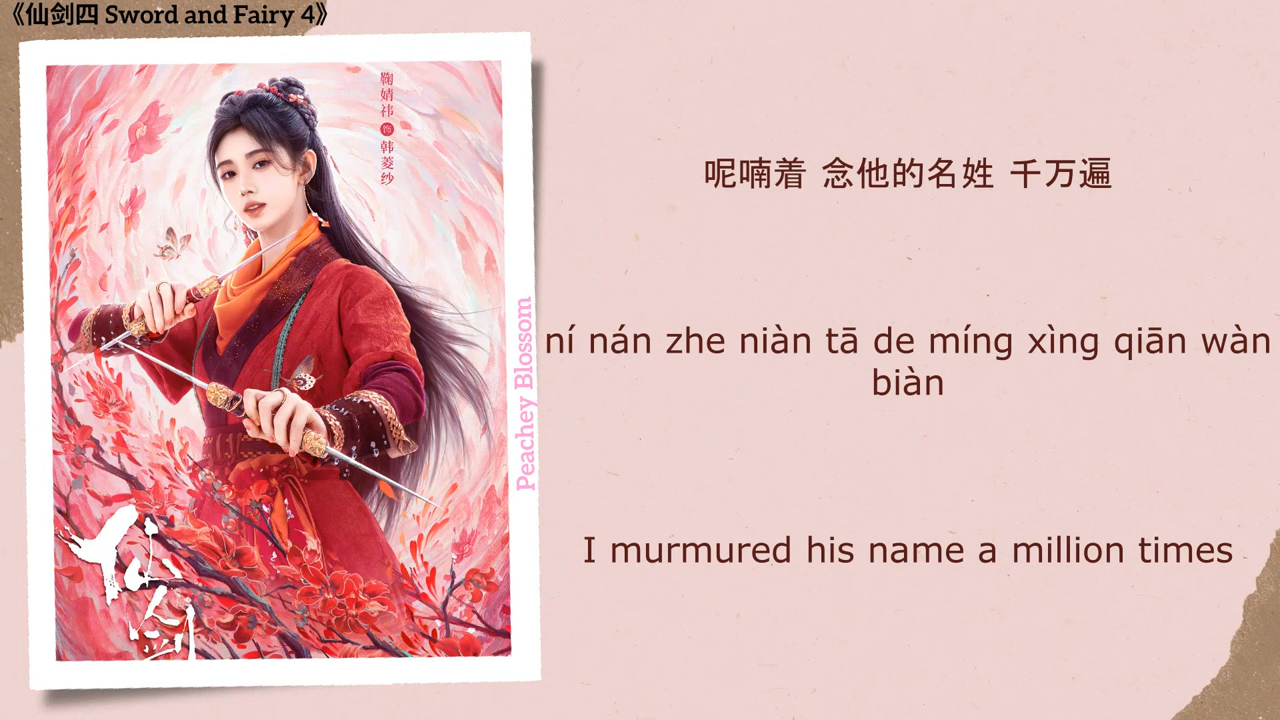 《仙剑四 Sword and Fairy 4》
鞠婧祎 饰 韩菱纱
呢喃着 念他的名姓 千万遍
ní nán zhe niàn tā de míng xìng qiān wàn
biàn
I murmured his name a million times
Peachey Blossom
仙剑